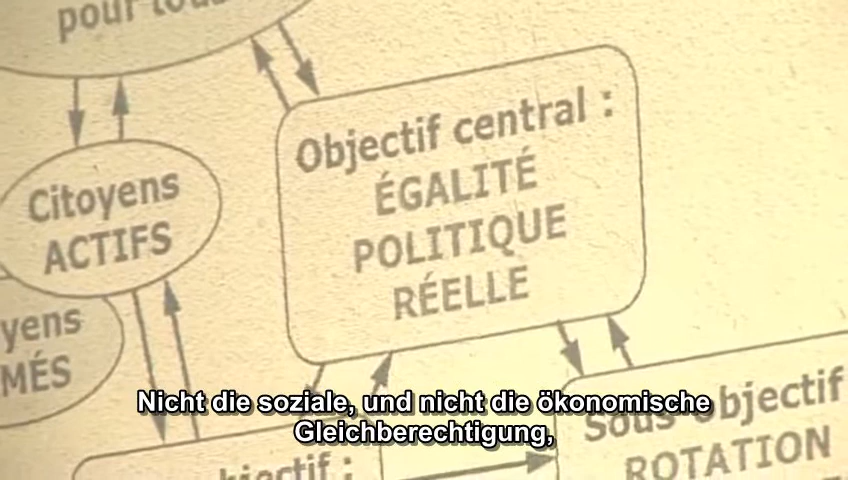 pour tous
Citoyens
ACTIFS
Objectif central :
ÉGALITÉ
POLITIQUE
RÉELLE
MÉS
Nicht die soziale, und nicht die ökonomische
Gleichberechtigung,
Sous-objectif
ROTATION